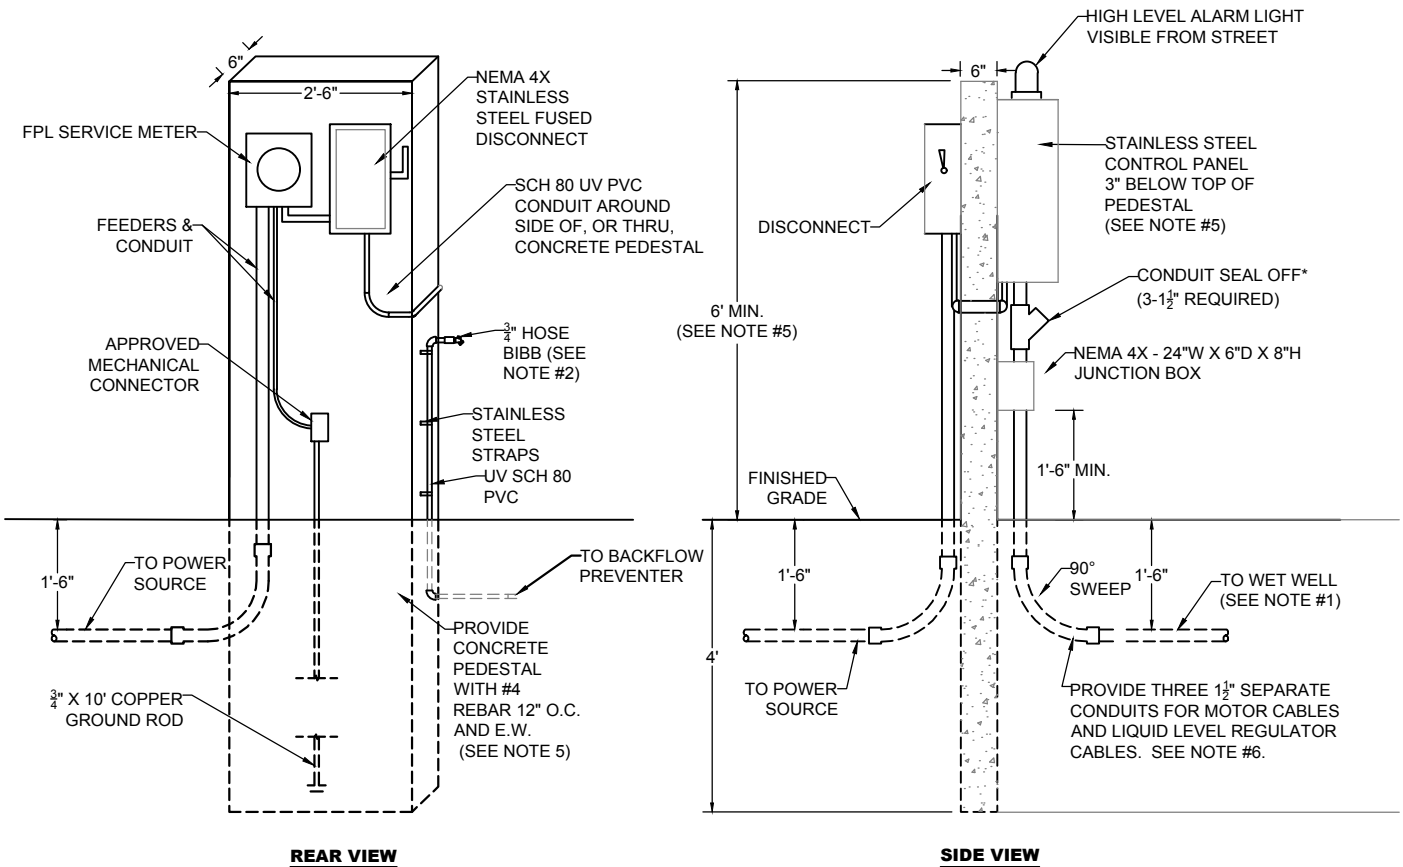 6"
2'-6"
NEMA 4X
STAINLESS
STEEL FUSED
DISCONNECT
FPL SERVICE METER
SCH 80 UV PVC
CONDUIT AROUND
SIDE OF, OR THRU,
CONCRETE PEDESTAL
FEEDERS &
CONDUIT
APPROVED
MECHANICAL
CONNECTOR
3/4" HOSE
BIBB (SEE
NOTE #2)
STAINLESS
STEEL
STRAPS
UV SCH 80
PVC
1'-6"
TO POWER
SOURCE
TO BACKFLOW
PREVENTER
PROVIDE
CONCRETE
PEDESTAL
WITH #4
REBAR 12" O.C.
AND E.W.
(SEE NOTE 5)
3/4" X 10' COPPER
GROUND ROD
REAR VIEW
HIGH LEVEL ALARM LIGHT
VISIBLE FROM STREET
6"
STAINLESS STEEL
CONTROL PANEL
3" BELOW TOP OF
PEDESTAL
(SEE NOTE #5)
DISCONNECT
CONDUIT SEAL OFF*
(3-1 1/2" REQUIRED)
6' MIN.
(SEE NOTE #5)
NEMA 4X - 24"W X 6"D X 8"H
JUNCTION BOX
1'-6" MIN.
FINISHED
GRADE
1'-6"
90°
SWEEP
1'-6"
TO WET WELL
(SEE NOTE #1)
4'
TO POWER
SOURCE
PROVIDE THREE 1 1/2" SEPARATE
CONDUITS FOR MOTOR CABLES
AND LIQUID LEVEL REGULATOR
CABLES. SEE NOTE #6.
SIDE VIEW